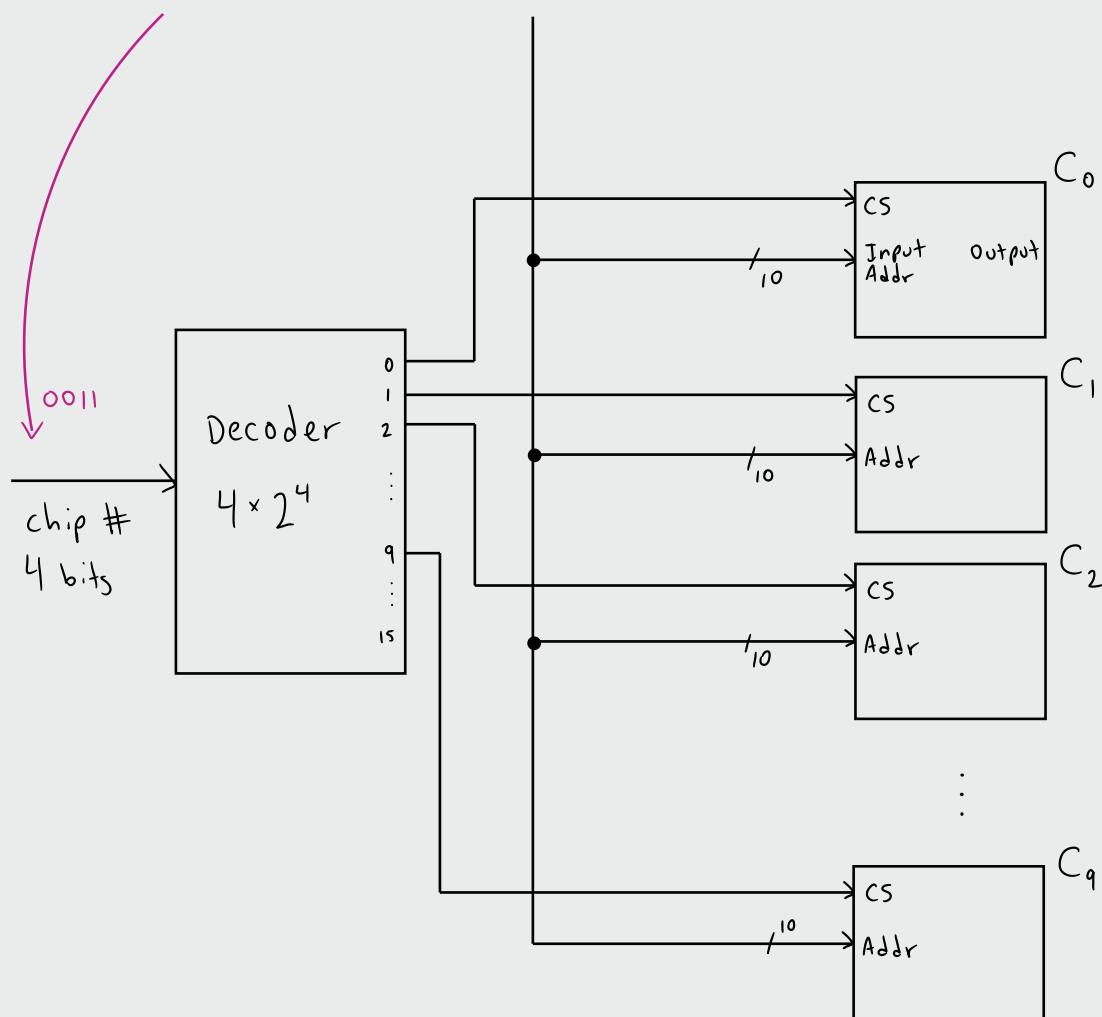 C0
CS
Input Output
Addr
10
0
C1
1
CS
0011
Decoder
2
Addr
10
4 × 2^4
chip #
4 bits
9
C2
CS
15
Addr
10
C9
CS
10
Addr